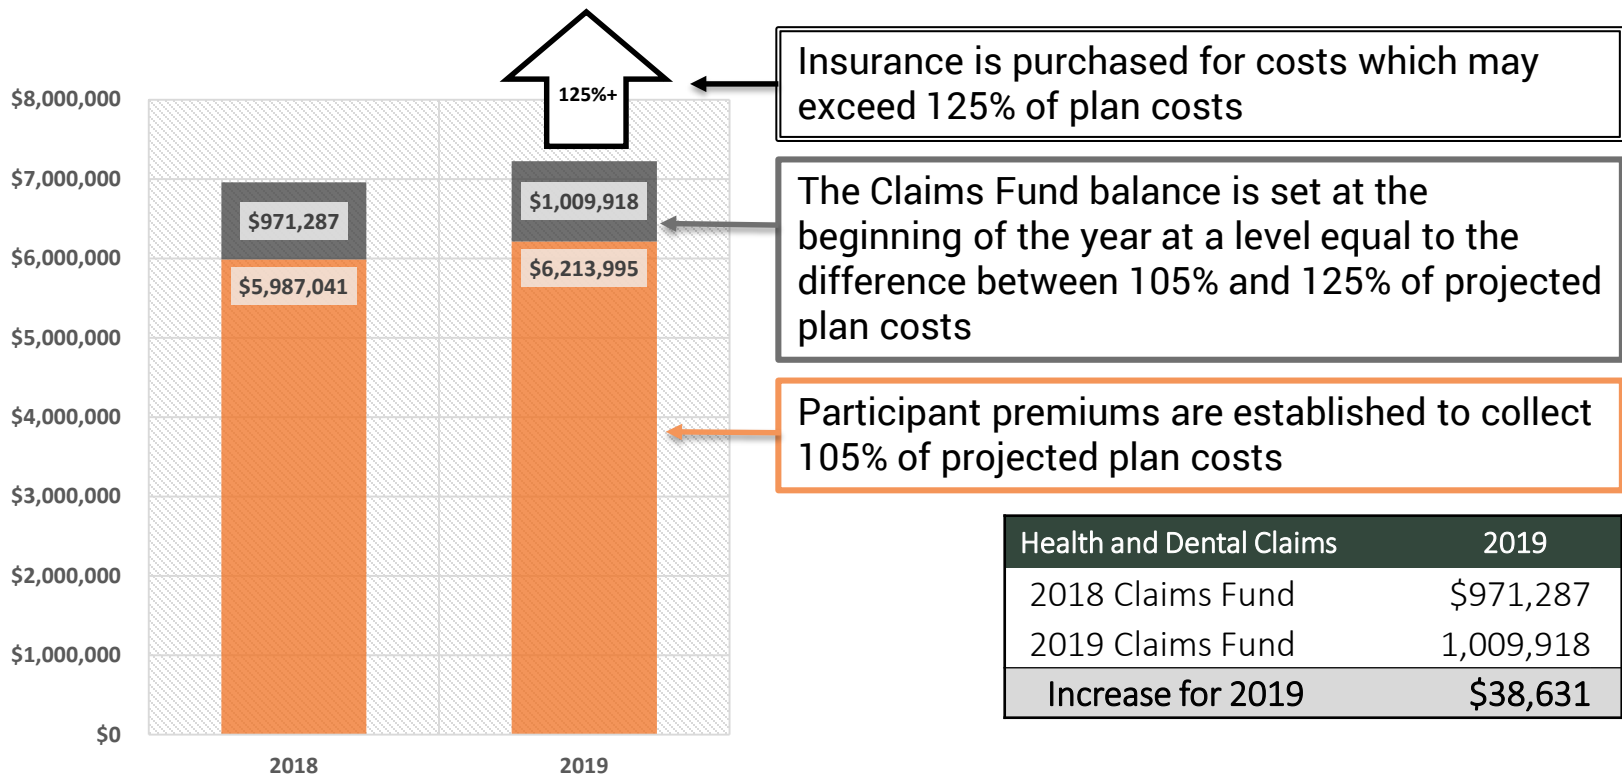 125%+
Insurance is purchased for costs which may
exceed 125% of plan costs
$8,000,000
$7,000,000
$6,000,000
$5,000,000
$4,000,000
$3,000,000
$2,000,000
$1,000,000
$0
$971,287
$5,987,041
$1,009,918
$6,213,995
2018
2019
The Claims Fund balance is set at the
beginning of the year at a level equal to the
difference between 105% and 125% of projected
plan costs
Participant premiums are established to collect
105% of projected plan costs
Health and Dental Claims 2019
2018 Claims Fund $971,287
2019 Claims Fund 1,009,918
Increase for 2019 $38,631